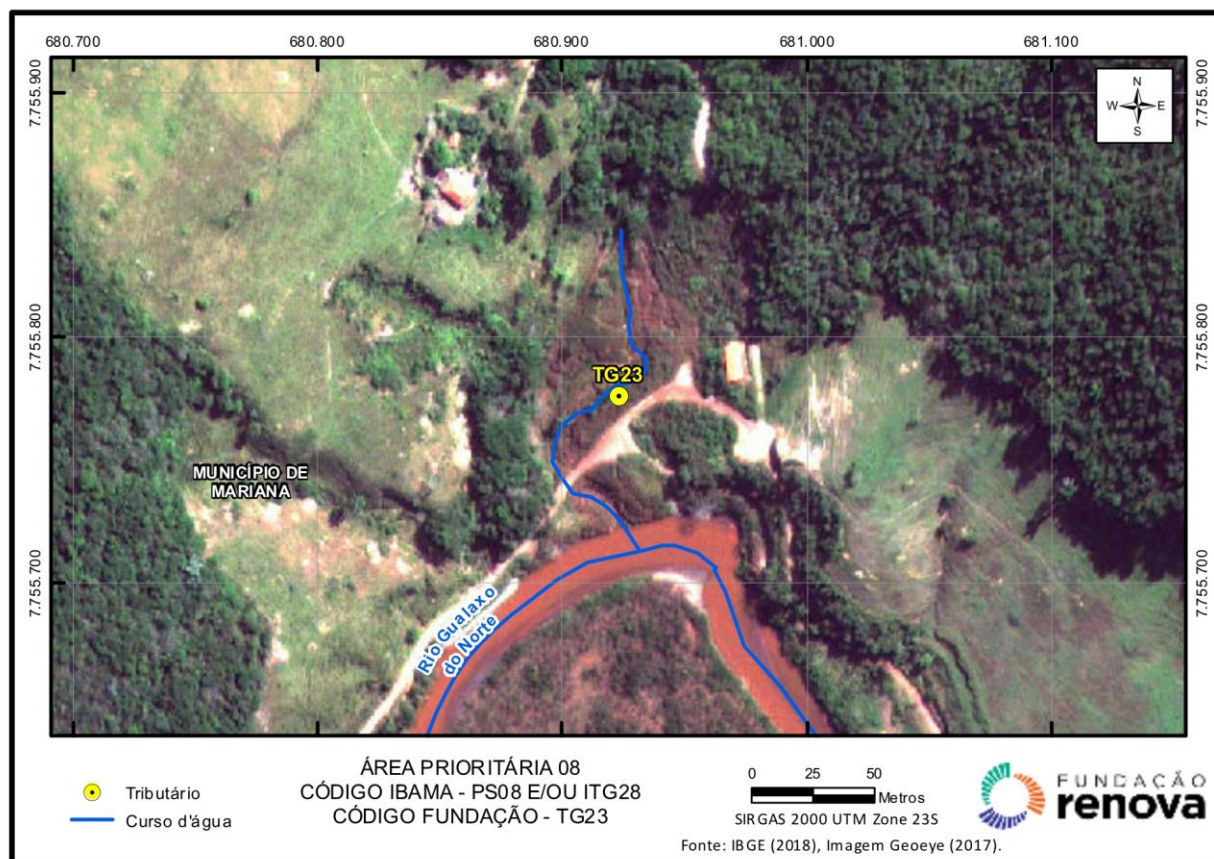 680.700
680.800
680.900
681.000
681.100
7.755.900
7.755.900
N
W E
S
7.755.800
7.755.800
TG23
MUNICÍPIO DE
MARIANA
7.755.700
7.755.700
Rio Gualaxo
do Norte
Tributário
Curso d'água
ÁREA PRIORITÁRIA 08
CÓDIGO IBAMA - PS08 E/OU ITG28
CÓDIGO FUNDAÇÃO - TG23
0 25 50
Metros
SIRGAS 2000 UTM Zone 23S
Fonte: IBGE (2018), Imagem Geoeye (2017).
FUNDAÇÃO
renova